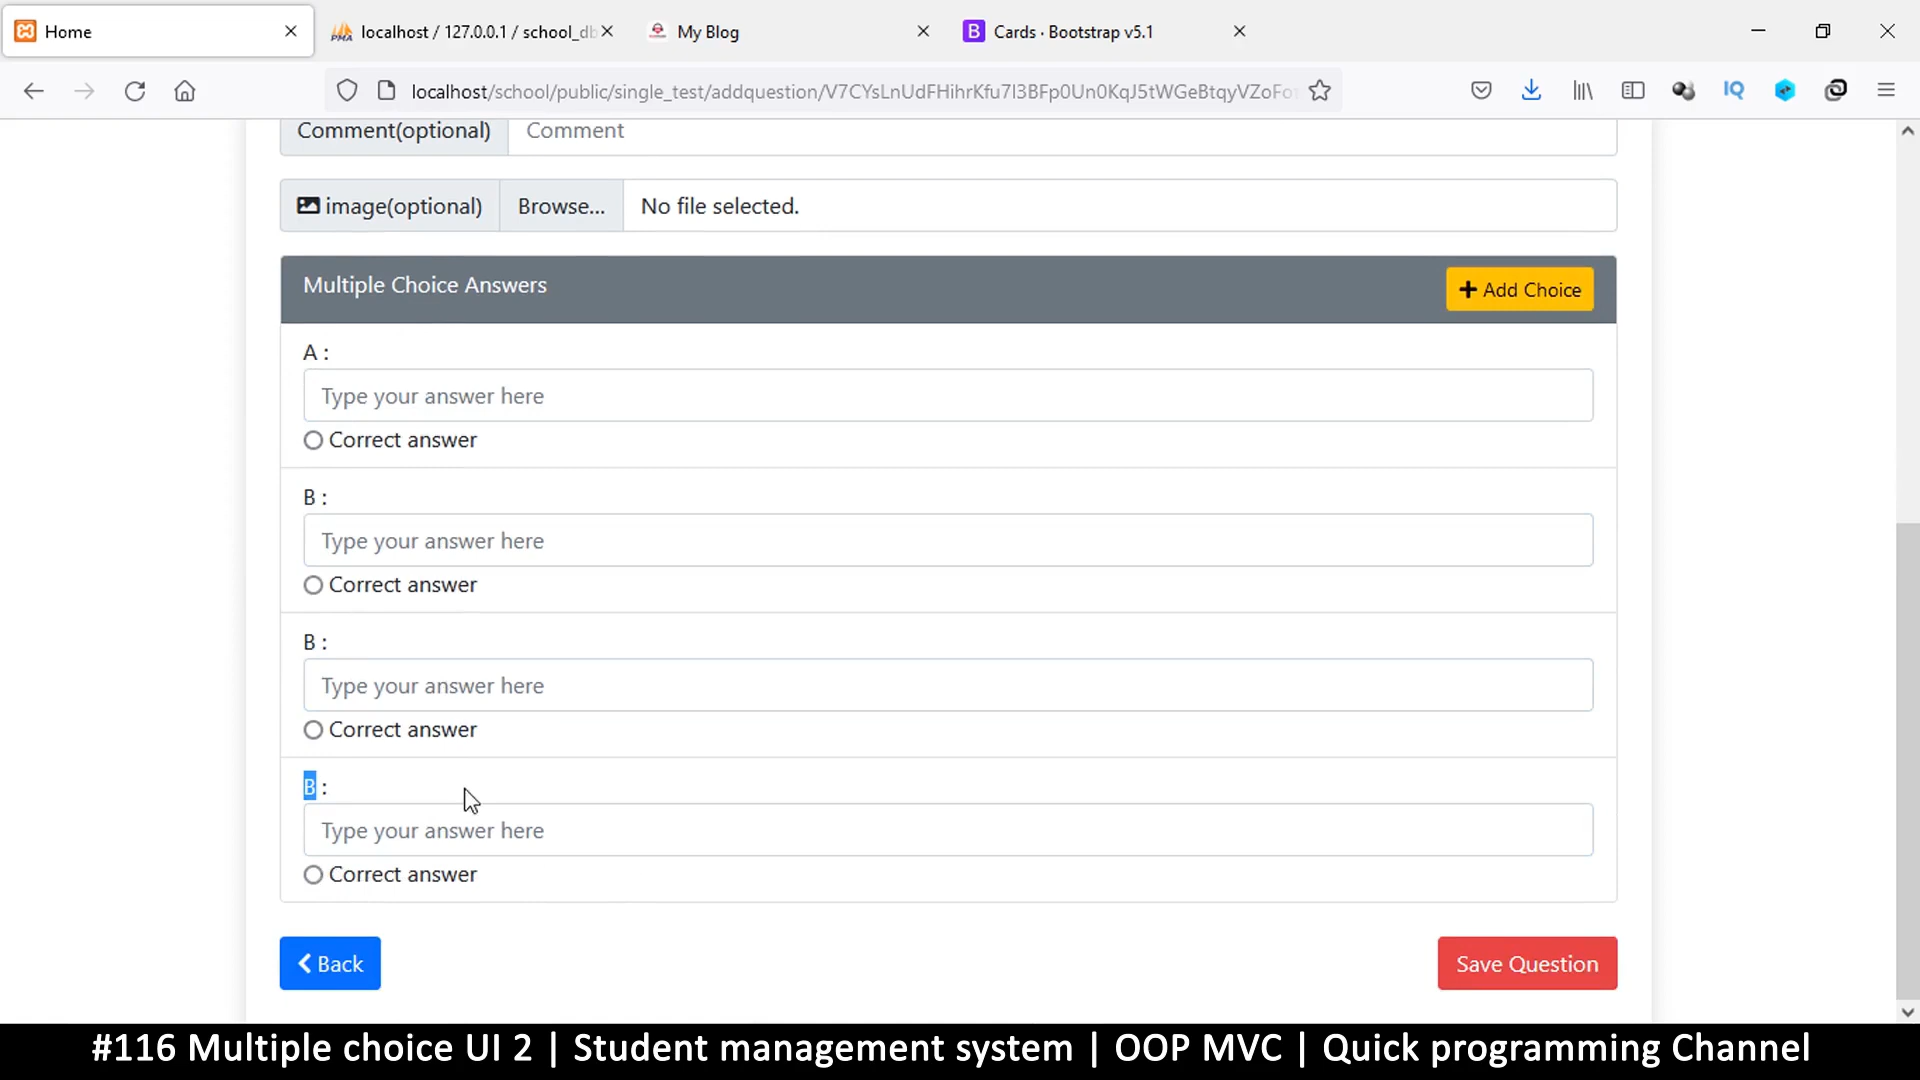 Home
localhost / 127.0.0.1 / school_db
My Blog
B Cards · Bootstrap v5.1
localhost/school/public/single_test/addquestion/V7CYsLnUdFHihrKfu7I3BFp0Un0KqJ5tWGeBtqyVZoFo
IQ
Comment(optional) Comment
image(optional) Browse... No file selected.
Multiple Choice Answers
Add Choice
A :
Type your answer here
Correct answer
B :
Type your answer here
Correct answer
B :
Type your answer here
Correct answer
B :
Type your answer here
Correct answer
Back
Save Question
#116 Multiple choice UI 2 | Student management system | OOP MVC | Quick programming Channel